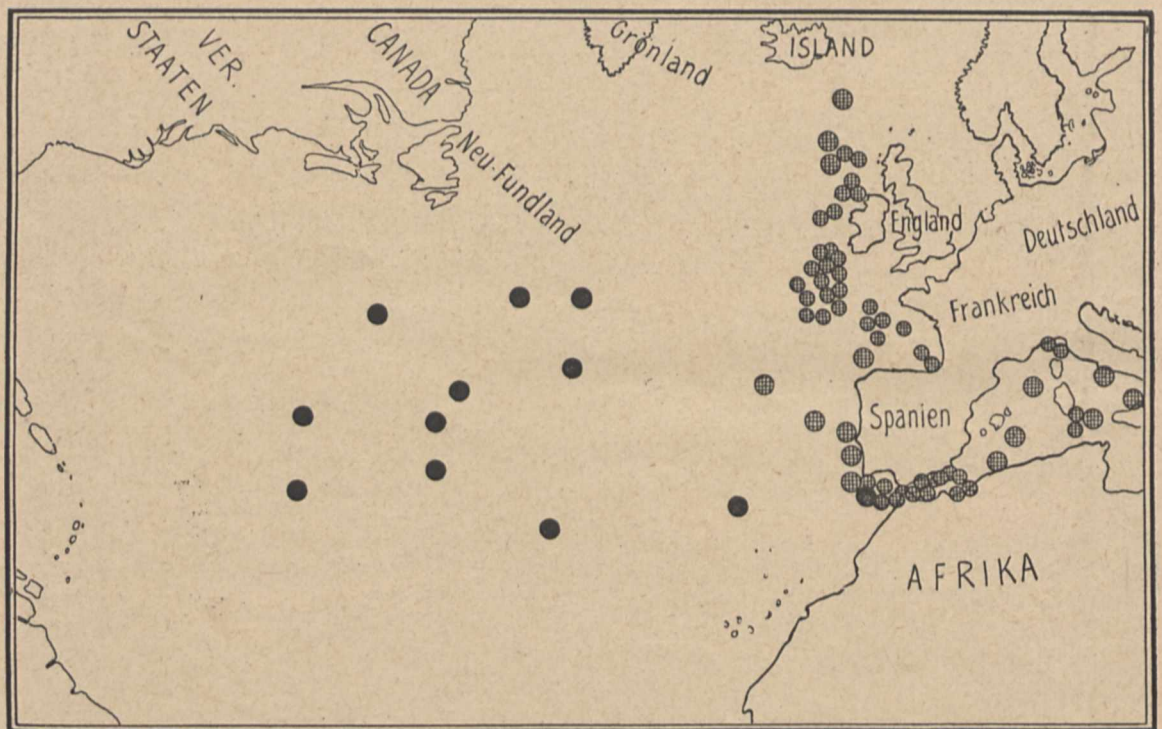 VER.
STAATEN
CANADA
Neu-Fundland
Grönland
ISLAND
England
Deutschland
Frankreich
Spanien
AFRIKA